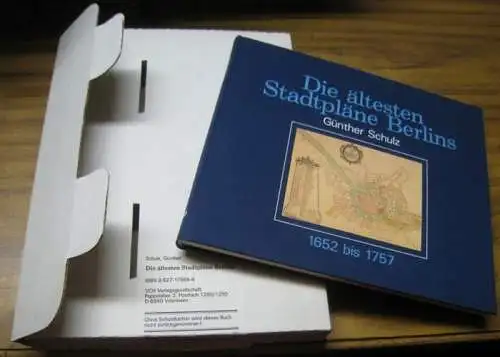 Die ältesten
Stadtpläne Berlins
Günther Schulz
1652 bis 1757
Schulz, Günther
Die ältesten Stadtpläne Berlins
VCH Verlagsgesellschaft
D-6940 Weinheim
Ohne Schutzkarton wird dieses Buch
nicht zurückgenommen!